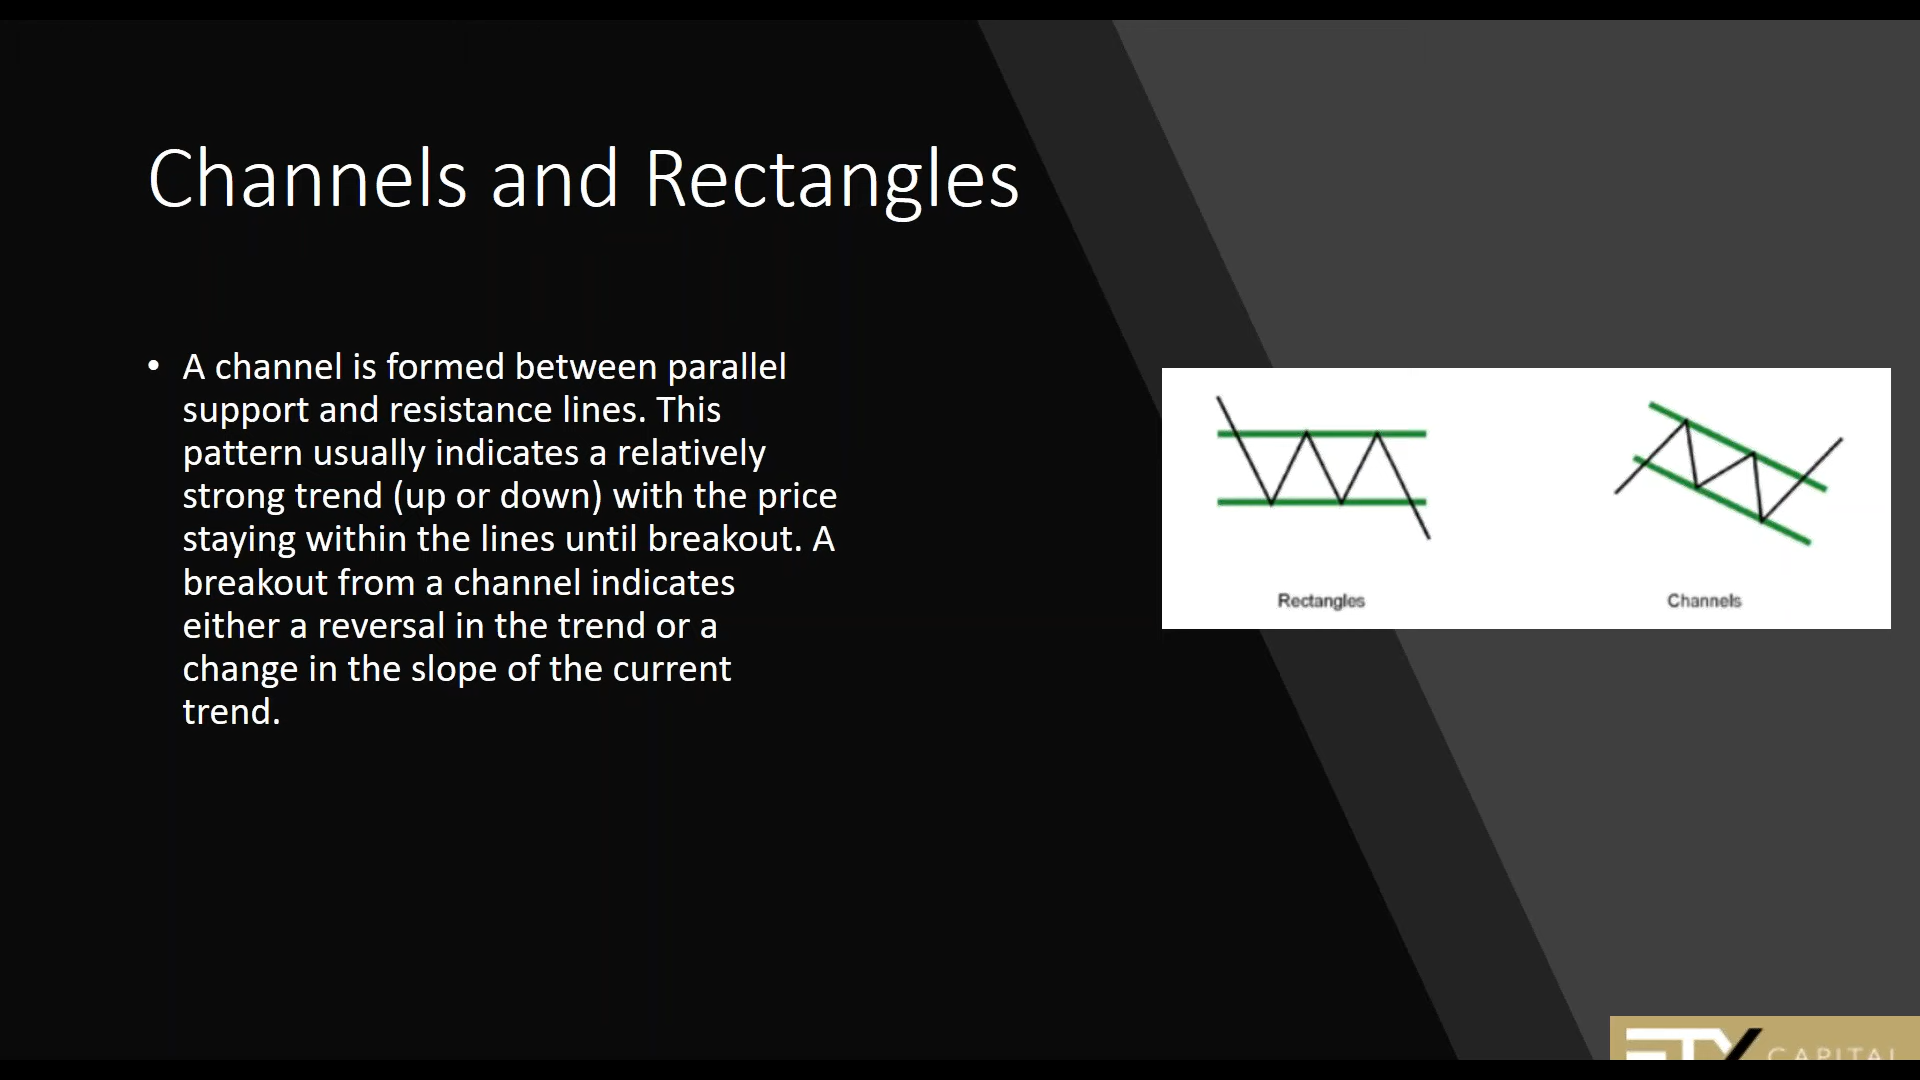 Channels and Rectangles
• A channel is formed between parallel
support and resistance lines. This
pattern usually indicates a relatively
strong trend (up or down) with the price
staying within the lines until breakout. A
breakout from a channel indicates
either a reversal in the trend or a
change in the slope of the current
trend.
Rectangles
Channels
ETX CAPITAL